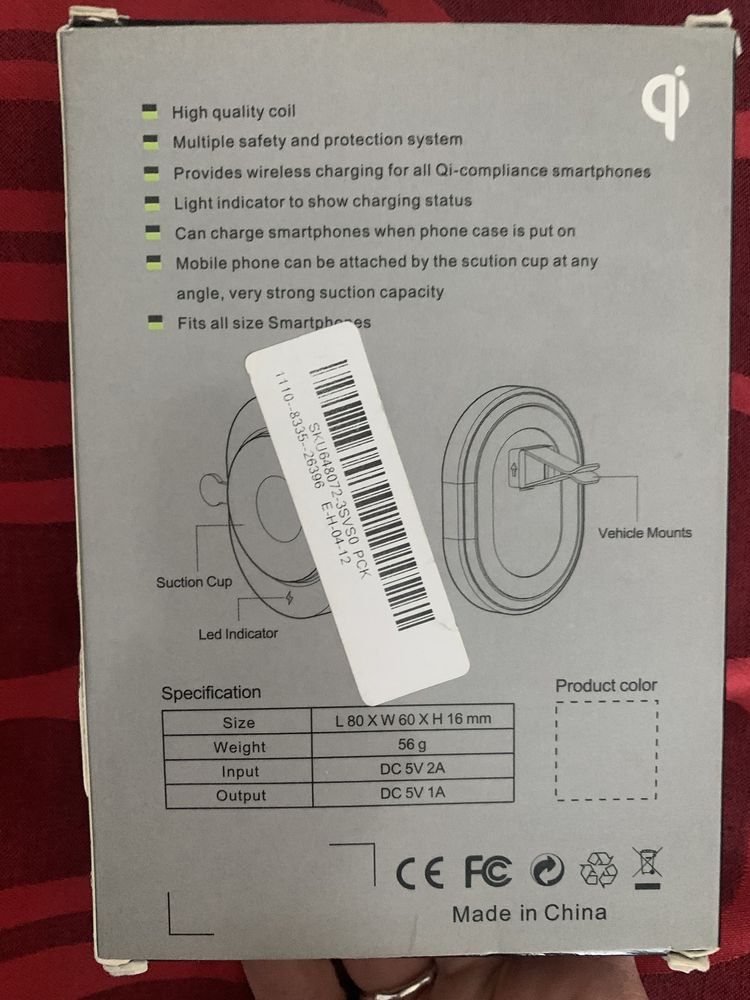 qi
High quality coil
Multiple safety and protection system
Provides wireless charging for all Qi-compliance smartphones
Light indicator to show charging status
Can charge smartphones when phone case is put on
Mobile phone can be attached by the scution cup at any
angle, very strong suction capacity
Fits all size Smartphones
SKU648072-3SVS0 PCK
1110--8335--26396 E-H-04-12
Vehicle Mounts
Suction Cup
Led Indicator
Specification
Product color
Size L 80 X W 60 X H 16 mm
Weight 56 g
Input DC 5V 2A
Output DC 5V 1A
CE FC
Made in China